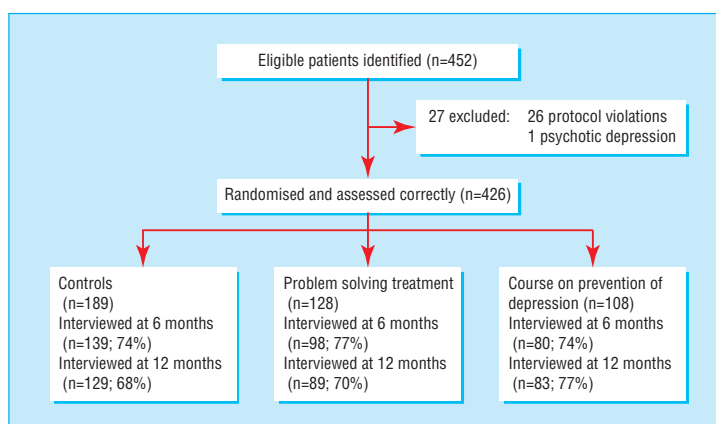 Eligible patients identified (n=452)
27 excluded: 26 protocol violations
1 psychotic depression
Randomised and assessed correctly (n=426)
Controls
(n=189)
Interviewed at 6 months
(n=139; 74%)
Interviewed at 12 months
(n=129; 68%)
Problem solving treatment
(n=128)
Interviewed at 6 months
(n=98; 77%)
Interviewed at 12 months
(n=89; 70%)
Course on prevention of
depression (n=108)
Interviewed at 6 months
(n=80; 74%)
Interviewed at 12 months
(n=83; 77%)